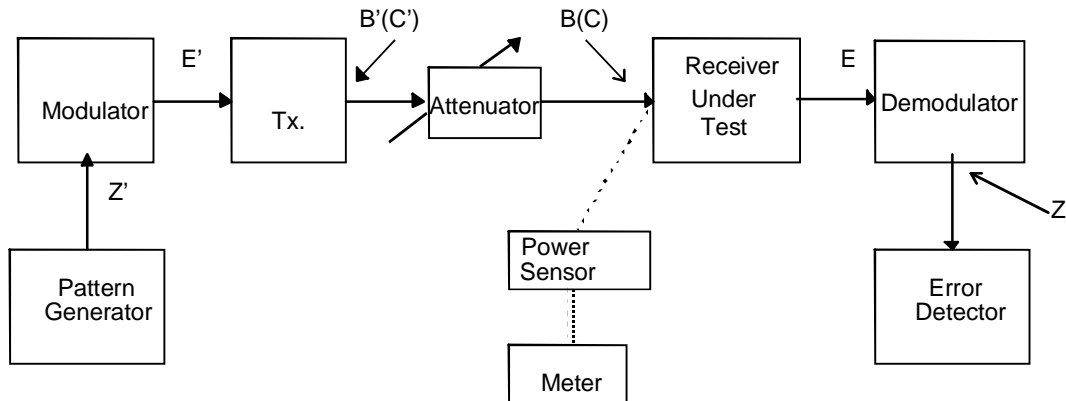 B’(C’)
B(C)
E’
E
Modulator
Tx.
Attenuator
Receiver
Under
Test
Demodulator
Z’
Z
Pattern
Generator
Power
Sensor
Error
Detector
Meter